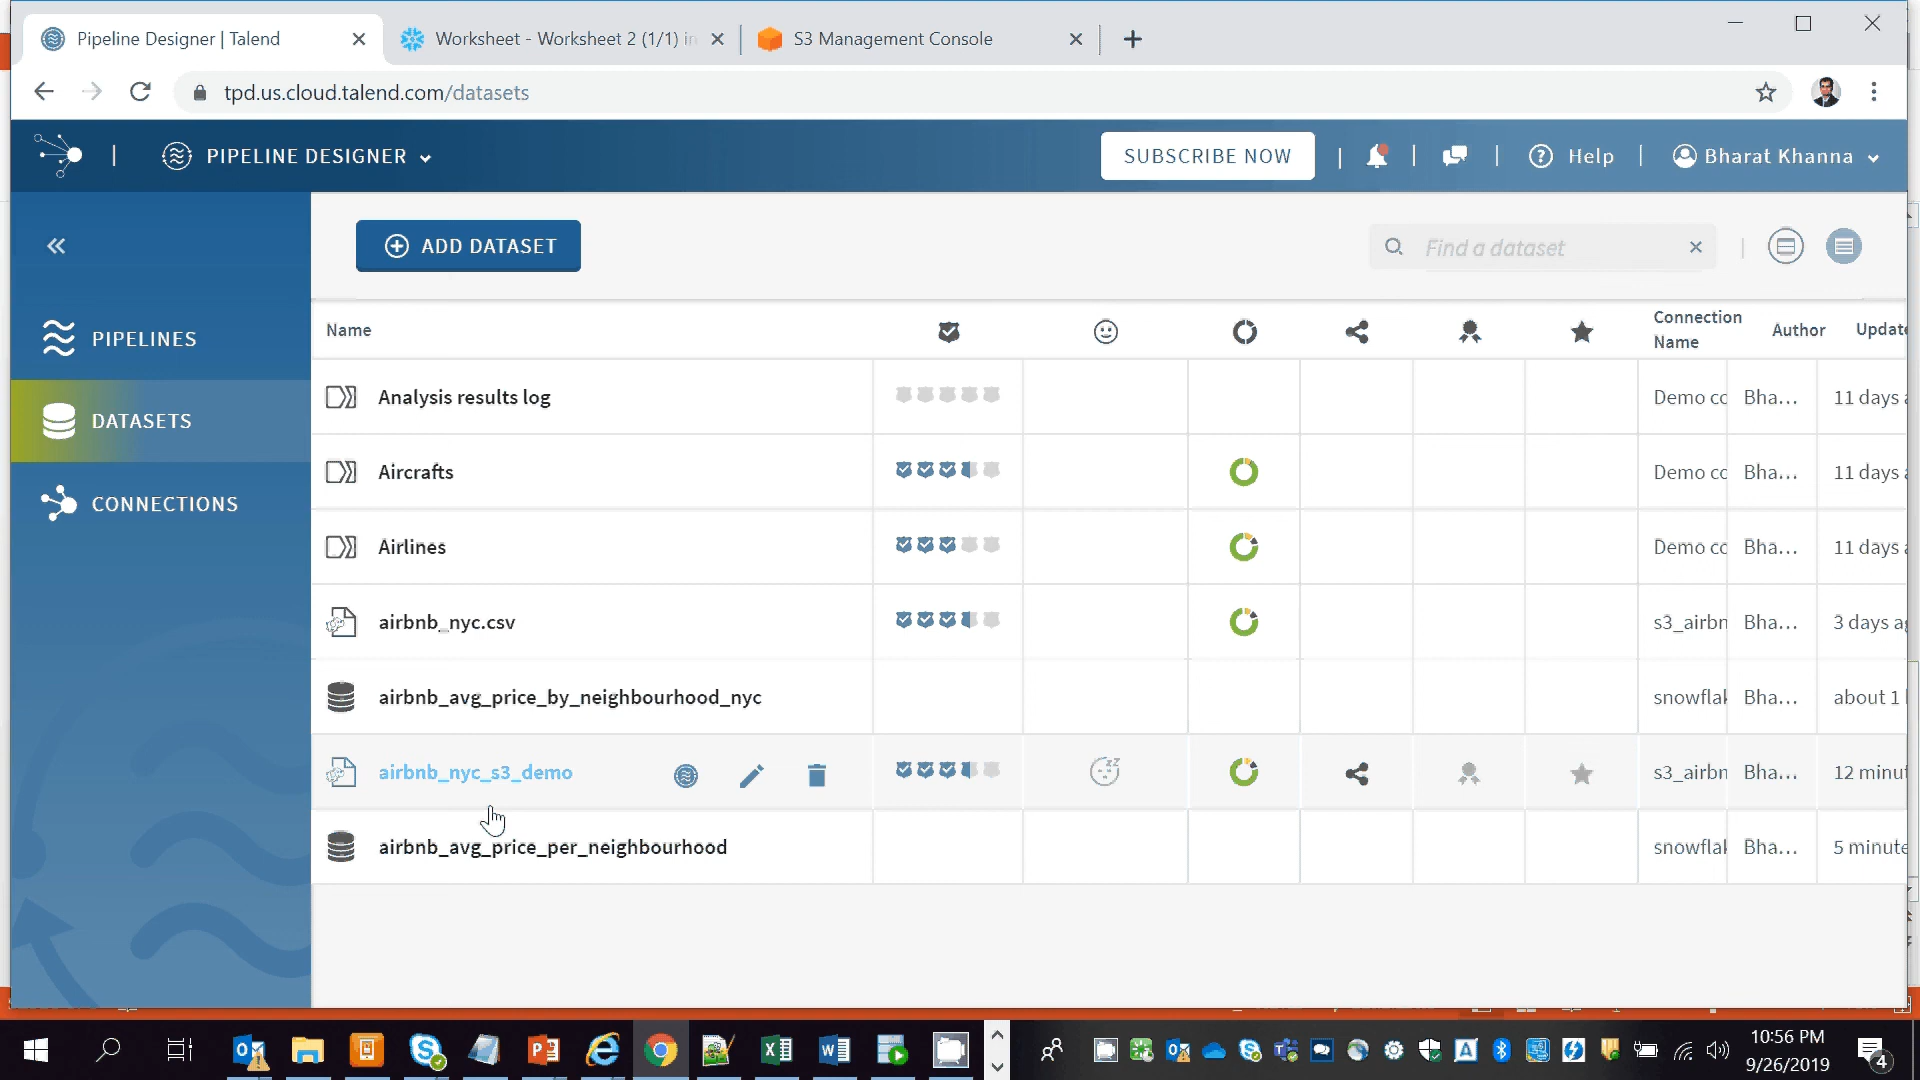 Pipeline Designer | Talend
Worksheet - Worksheet 2 (1/1) in
S3 Management Console
tpd.us.cloud.talend.com/datasets
PIPELINE DESIGNER
SUBSCRIBE NOW
Help
Bharat Khanna
ADD DATASET
Find a dataset
PIPELINES
DATASETS
CONNECTIONS
Name
Connection Name
Author
Update
Analysis results log
Demo cc
Bha...
11 days a
Aircrafts
Demo cc
Bha...
11 days a
Airlines
Demo cc
Bha...
11 days a
airbnb_nyc.csv
s3_airbn
Bha...
3 days ag
airbnb_avg_price_by_neighbourhood_nyc
snowflak
Bha...
about 1
airbnb_nyc_s3_demo
s3_airbn
Bha...
12 minut
airbnb_avg_price_per_neighbourhood
snowflak
Bha...
5 minute
10:56 PM
9/26/2019
4